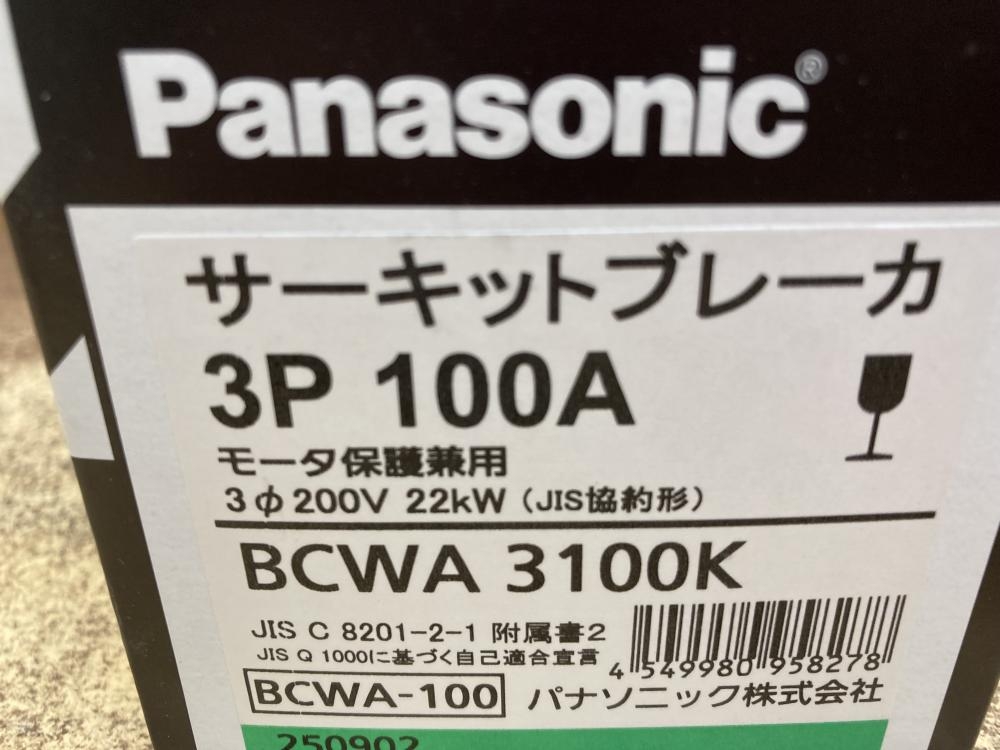 Panasonic®
サーキットブレーカ
3P 100A
モータ保護兼用
3φ200V 22kW (JIS協約形)
BCWA 3100K
JIS C 8201-2-1 附属書2
JIS Q 1000に基づく自己適合宣言
4 549980 958278
BCWA-100 パナソニック株式会社
250902